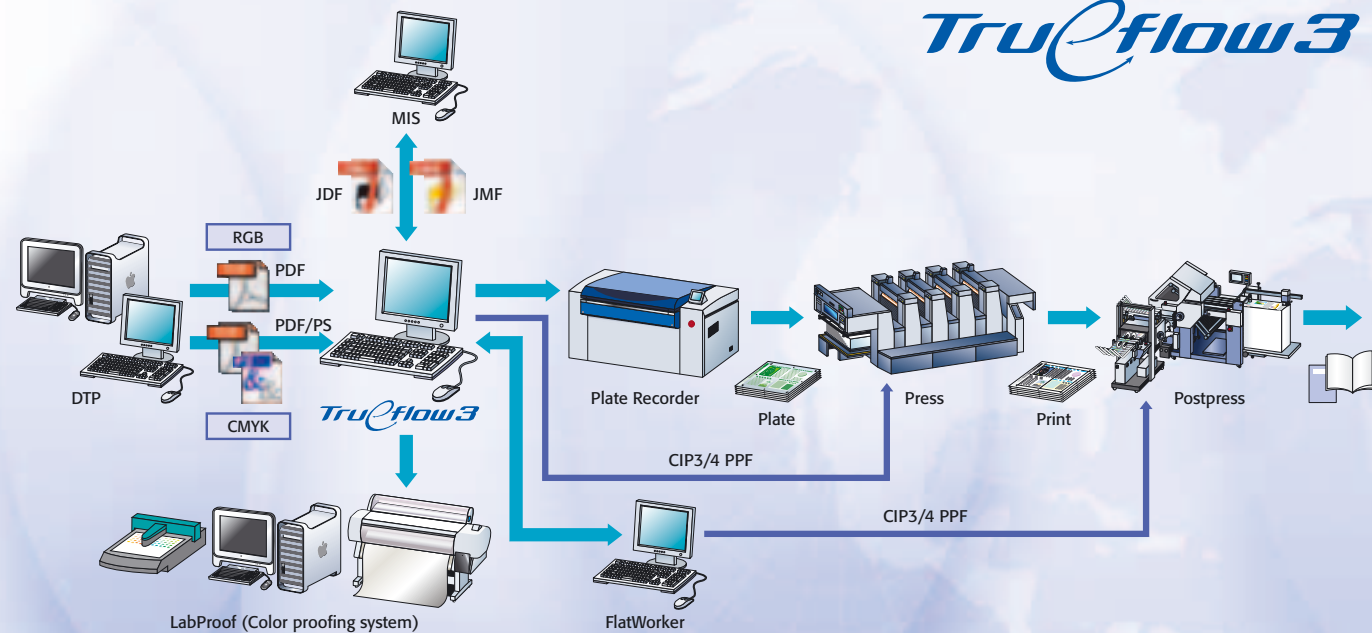 Trueflow3
MIS
JDF
JMF
RGB
PDF
PDF/PS
DTP
CMYK
Trueflow3
Plate Recorder
Plate
Press
Print
Postpress
CIP3/4 PPF
CIP3/4 PPF
LabProof (Color proofing system)
FlatWorker